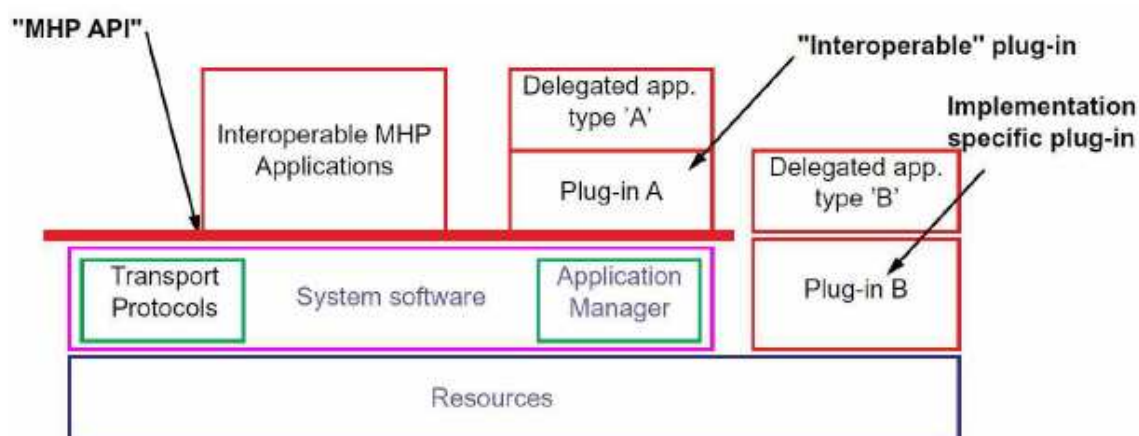 "MHP API"
"Interoperable" plug-in
Delegated app.
type 'A'
Implementation
specific plug-in
Interoperable MHP
Applications
Plug-in A
Delegated app.
type 'B'
Transport
Protocols
System software
Application
Manager
Plug-in B
Resources